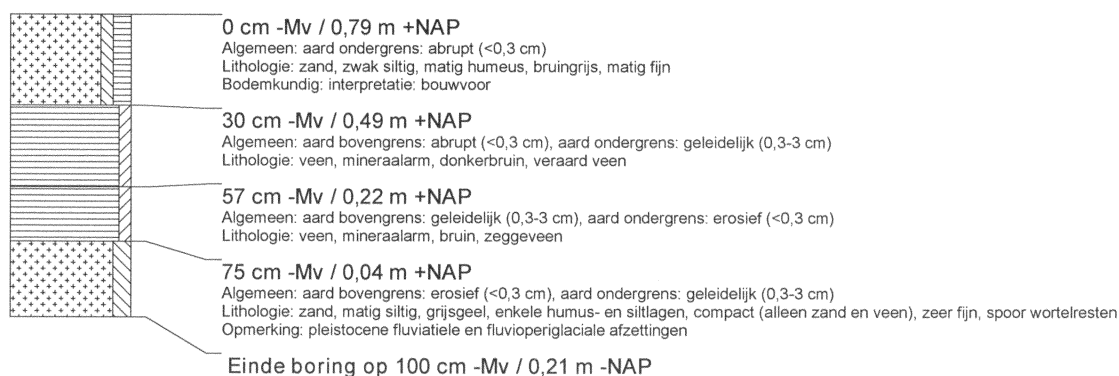 0 cm -Mv / 0,79 m +NAP
Algemeen: aard ondergrens: abrupt (<0,3 cm)
Lithologie: zand, zwak siltig, matig humeus, bruingrijs, matig fijn
Bodemkundig: interpretatie: bouwvoor
30 cm -Mv / 0,49 m +NAP
Algemeen: aard bovengrens: abrupt (<0,3 cm), aard ondergrens: geleidelijk (0,3-3 cm)
Lithologie: veen, mineraalarm, donkerbruin, veraard veen
57 cm -Mv / 0,22 m +NAP
Algemeen: aard bovengrens: geleidelijk (0,3-3 cm), aard ondergrens: erosief (<0,3 cm)
Lithologie: veen, mineraalarm, bruin, zeggeveen
75 cm -Mv / 0,04 m +NAP
Algemeen: aard bovengrens: erosief (<0,3 cm), aard ondergrens: geleidelijk (0,3-3 cm)
Lithologie: zand, matig siltig, grijsgeel, enkele humus- en siltlagen, compact (alleen zand en veen), zeer fijn, spoor wortelresten
Opmerking: pleistocene fluviatiele en fluvioperiglaciale afzettingen
Einde boring op 100 cm -Mv / 0,21 m -NAP